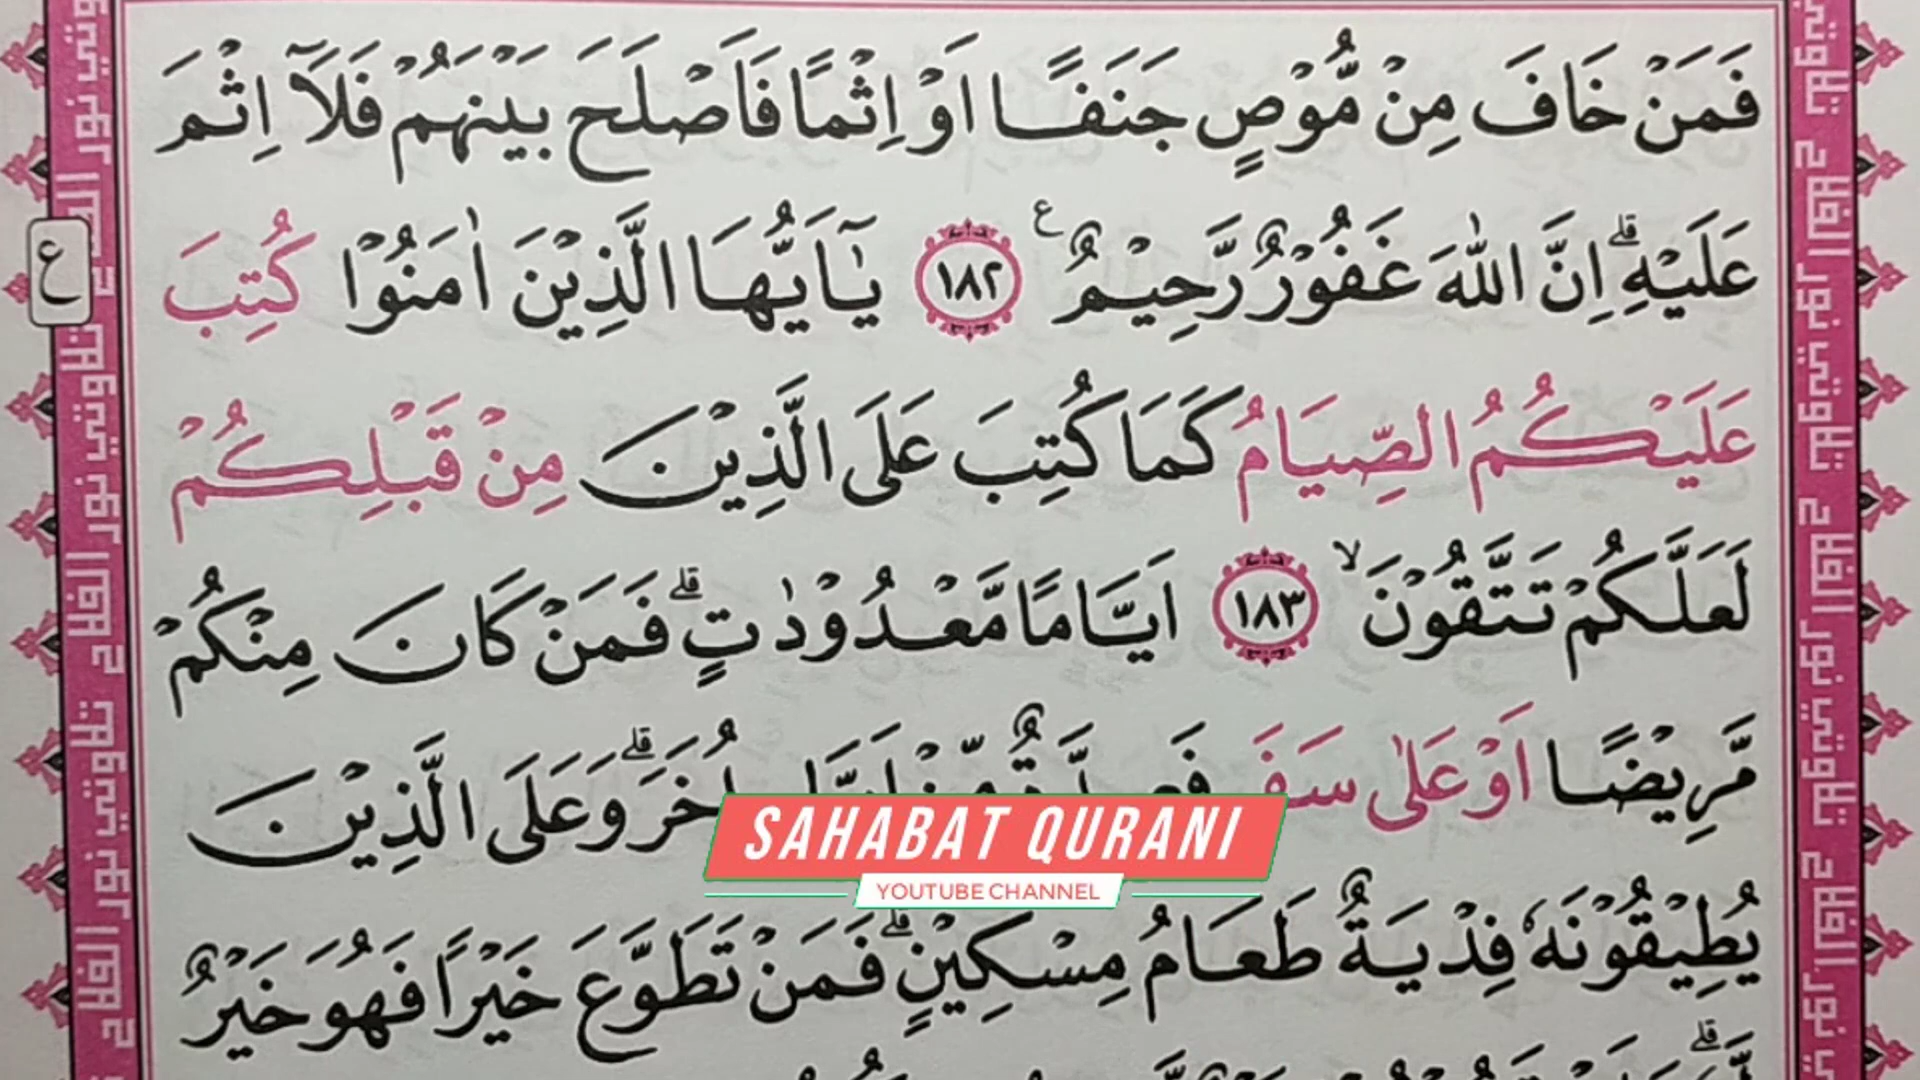 فَمَنْ خَافَ مِنْ مُّوْصٍ جَنَفًا اَوْ اِثْمًا فَاَصْلَحَ بَيْنَهُمْ فَلَآ اِثْمَ
عَلَيْهِ ۗ اِنَّ اللّٰهَ غَفُوْرٌ رَّحِيْمٌ ࣖ ١٨٢ يٰٓاَيُّهَا الَّذِيْنَ اٰمَنُوْا كُتِبَ
ع
عَلَيْكُمُ الصِّيَامُ كَمَا كُتِبَ عَلَى الَّذِيْنَ مِنْ قَبْلِكُمْ
لَعَلَّكُمْ تَتَّقُوْنَ ۙ ١٨٣ اَيَّامًا مَّعْدُوْدٰتٍ ۗ فَمَنْ كَانَ مِنْكُمْ
مَّرِيْضًا اَوْ عَلٰى فَعِدَّةٌ مِّنْ اُخَرَ ۗ وَعَلَى الَّذِيْنَ
SAHABAT QURANI
YOUTUBE CHANNEL
يُطِيْقُوْنَهٗ فِدْيَةٌ طَعَامُ مِسْكِيْنٍ ۗ فَمَنْ تَطَوَّعَ خَيْرًا فَهُوَ خَيْرٌ